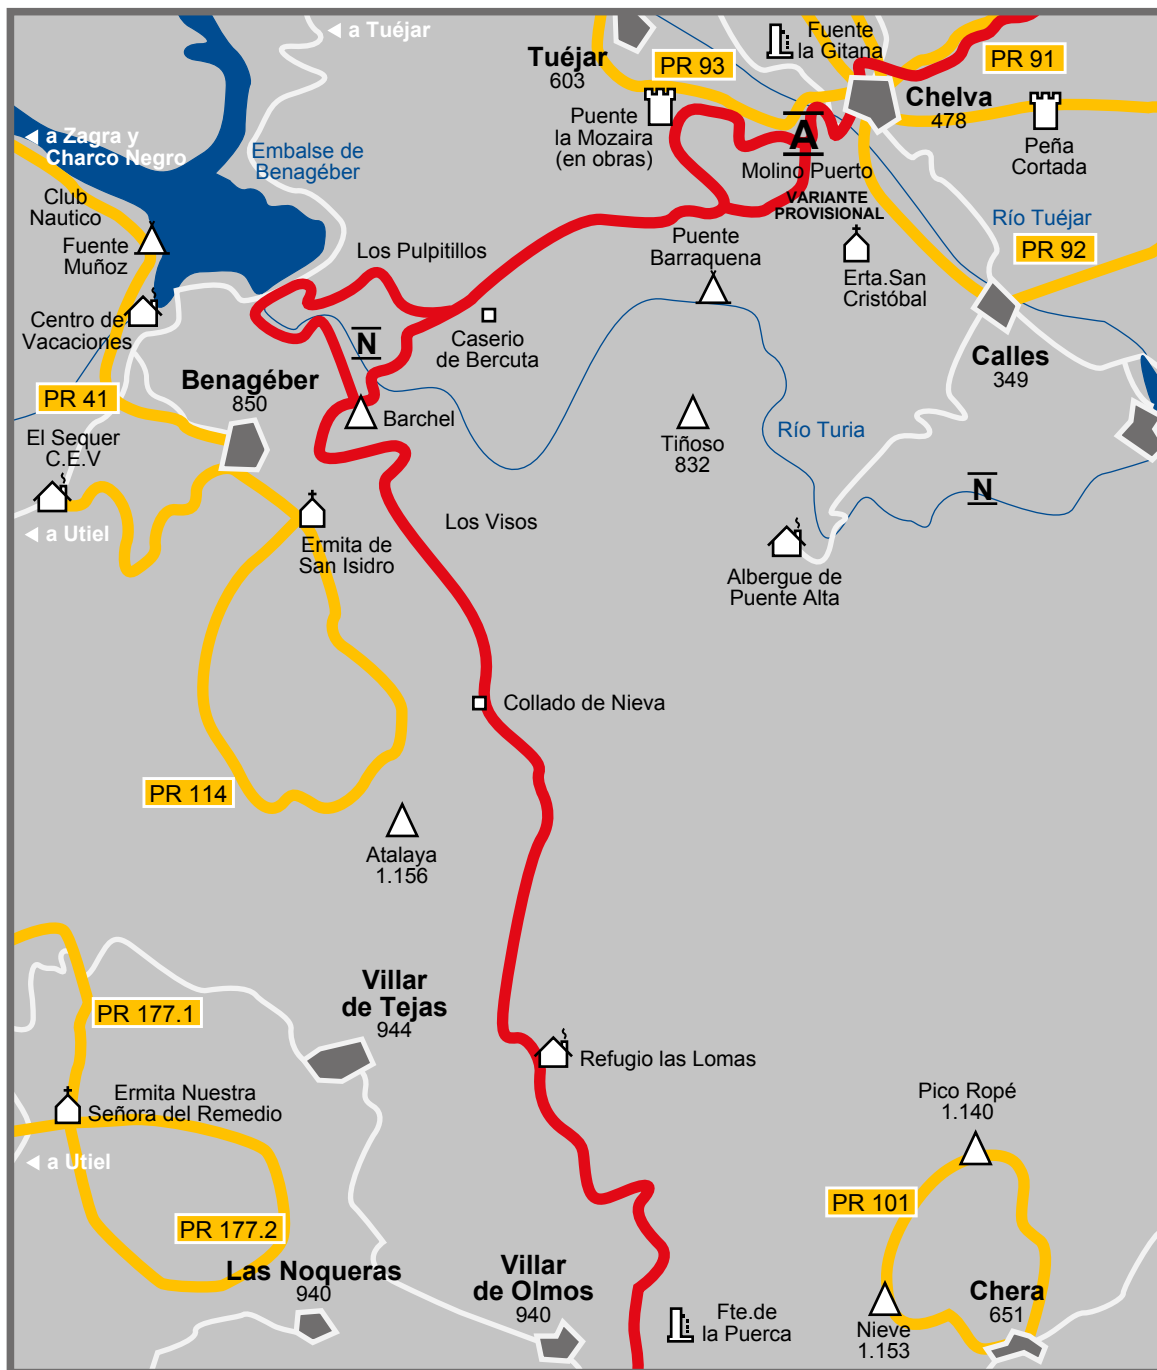 ◄ a Tuéjar
Tuéjar
603
PR 93
Fuente
la Gitana
PR 91
Chelva
478
◄ a Zagra y
Charco Negro
Embalse de
Benagéber
Puente
la Mozaira
(en obras)
A
Molino Puerto
Peña
Cortada
VARIANTE
PROVISIONAL
Club
Nautico
Fuente
Muñoz
Los Pulpitillos
Puente
Barraquena
Río Tuéjar
PR 92
Erta.San
Cristóbal
Centro de
Vacaciones
N
Caserio
de Bercuta
Calles
349
Benagéber
850
PR 41
Barchel
Tiñoso
832
Río Turia
El Sequer
C.E.V
N
◄ a Utiel
Los Visos
Ermita de
San Isidro
Albergue de
Puente Alta
Collado de Nieva
PR 114
Atalaya
1.156
Villar
de Tejas
944
PR 177.1
Refugio las Lomas
Ermita Nuestra
Señora del Remedio
Pico Ropé
1.140
◄ a Utiel
PR 101
PR 177.2
Las Noqueras
940
Villar
de Olmos
940
Fte.de
la Puerca
Chera
651
Nieve
1.153